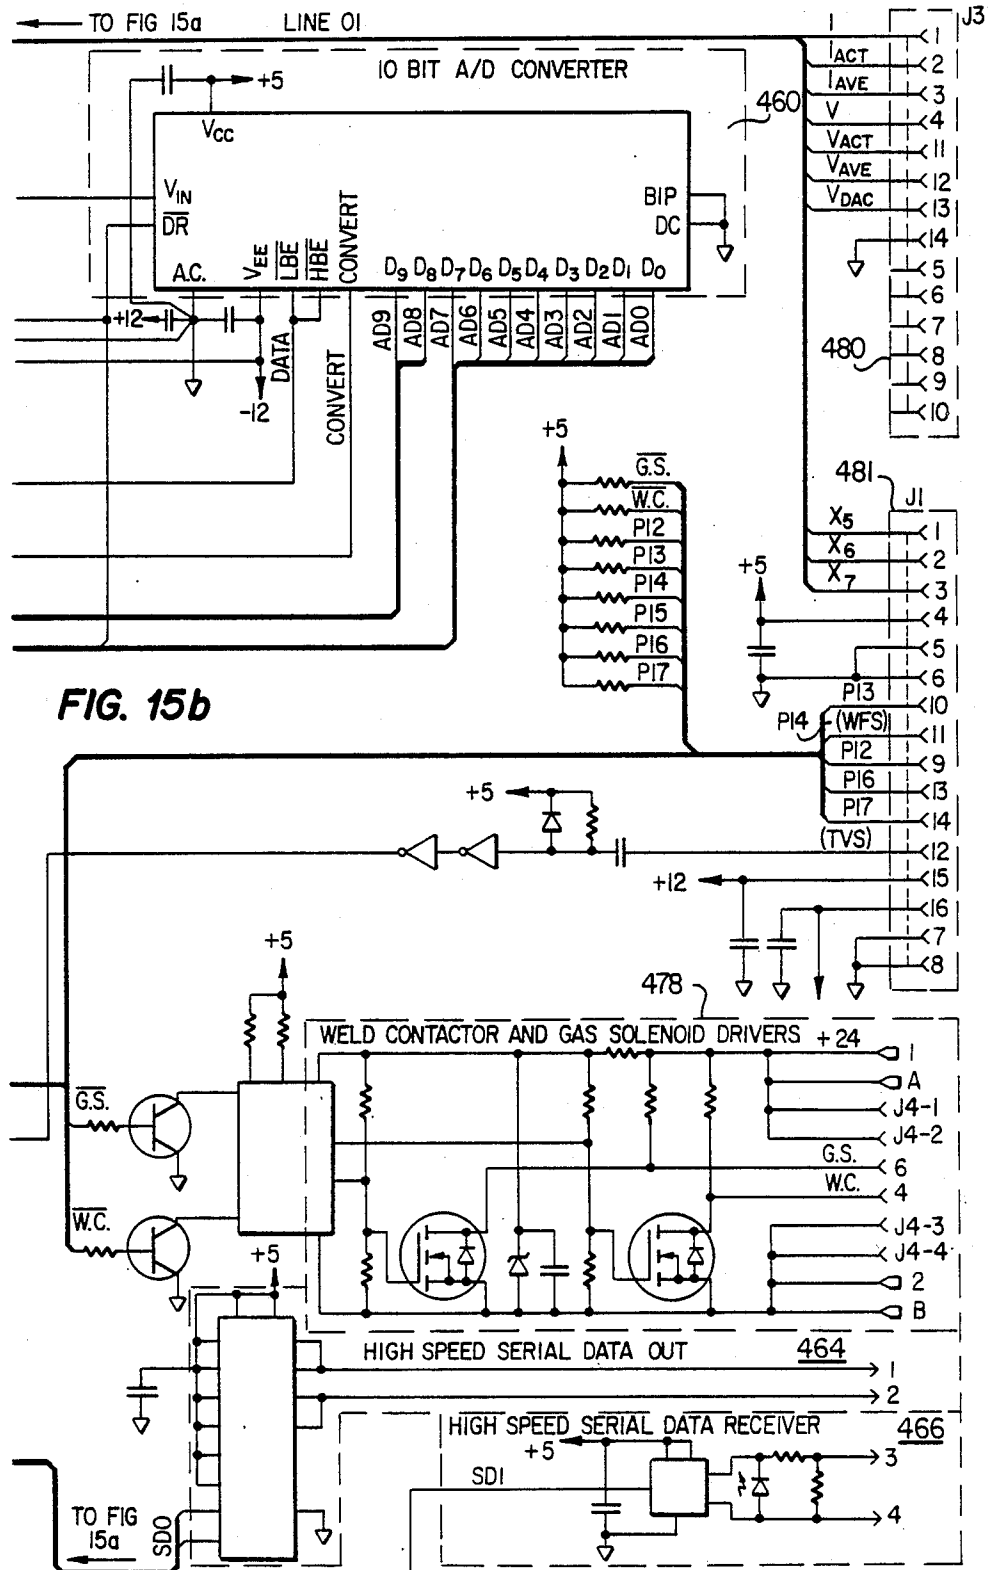 TO FIG 15a LINE 01
J3
10 BIT A/D CONVERTER
+5
460
VCC
VIN
DR
BIP
DC
A.C.
VEE
LBE
HBE
CONVERT
D9 D8 D7 D6 D5 D4 D3 D2 D1 D0
+12
-12
DATA
CONVERT
AD9
AD8
AD7
AD6
AD5
AD4
AD3
AD2
AD1
AD0
I 1
IACT 2
IAVE 3
V 4
VACT 11
VAVE 12
VDAC 13
14
5
6
7
480
8
9
10
+5
G.S.
W.C.
P12
P13
P14
P15
P16
P17
481
J1
X5 1
X6 2
X7 3
+5
4
5
6
P13 10
P14 (WFS) 11
P12 9
P16 13
P17 14
(TVS) 12
+12 15
16
7
8
FIG. 15b
+5
+5
478
WELD CONTACTOR AND GAS SOLENOID DRIVERS +24
1
A
J4-1
J4-2
G.S. 6
W.C. 4
J4-3
J4-4
2
B
G.S.
W.C.
+5
HIGH SPEED SERIAL DATA OUT 464
1
2
HIGH SPEED SERIAL DATA RECEIVER 466
+5
SDI
3
4
TO FIG
15a
SDO